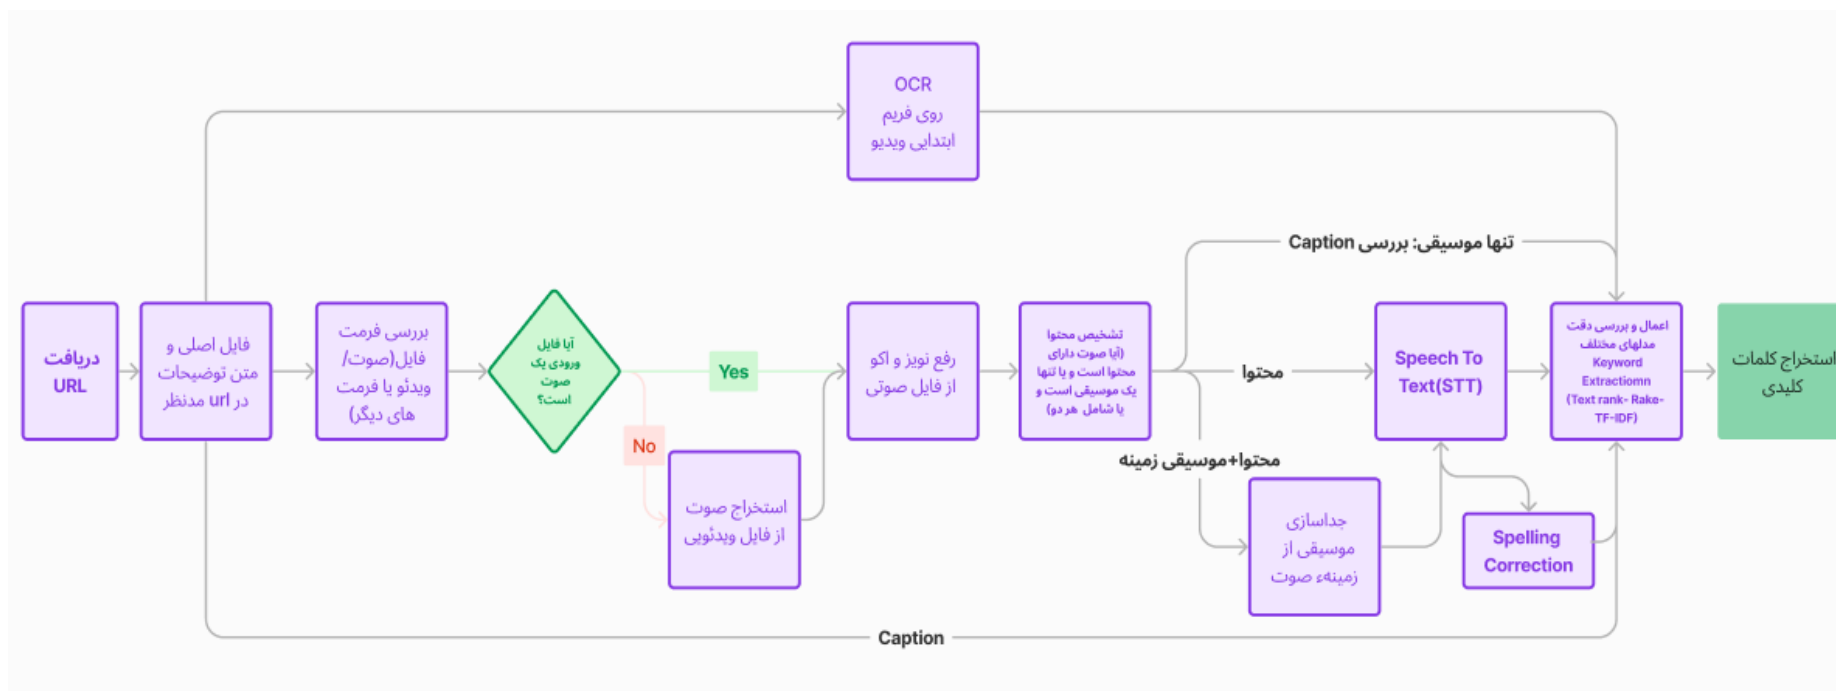 OCR
روی فریم
ابتدایی ویدیو
تنها موسیقی: بررسی Caption
دریافت
URL
فایل اصلی و
متن توضیحات
در url مدنظر
بررسی فرمت
فایل(صوت/
ویدئو یا فرمت
های دیگر)
آیا فایل
ورودی یک
صوت
است؟
Yes
No
استخراج صوت
از فایل ویدئویی
رفع نویز و اکو
از فایل صوتی
تشخیص محتوا
(آیا صوت دارای
محتوا است و یا تنها
یک موسیقی است و
یا شامل هر دو)
محتوا
محتوا+موسیقی زمینه
جداسازی
موسیقی از
زمینهء صوت
Speech To
Text(STT)
Spelling
Correction
اعمال و بررسی دقت
مدلهای مختلف
Keyword
Extractiomn
(Text rank- Rake-
TF-IDF)
استخراج کلمات
کلیدی
Caption